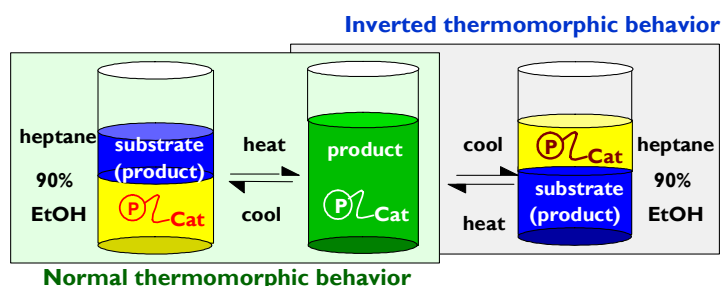 Inverted thermomorphic behavior
heptane
90%
EtOH
substrate
(product)
P
Cat
heat
cool
product
P
Cat
cool
heat
P
Cat
substrate
(product)
heptane
90%
EtOH
Normal thermomorphic behavior